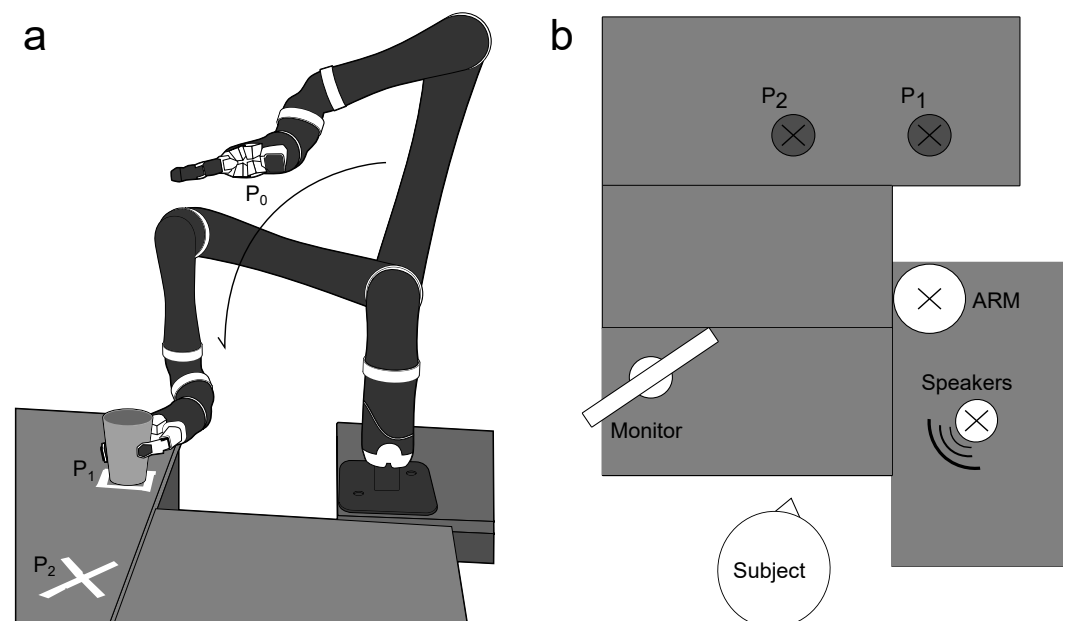 a
P0
P1
P2
b
P2
P1
ARM
Speakers
Monitor
Subject